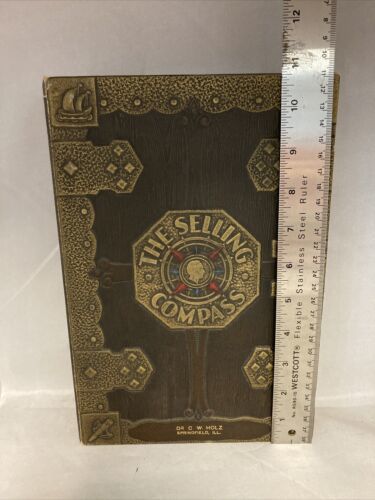 THE SELLING
COMPASS
DR C. W. HOLZ
SPRINGFIELD, ILL.
WESTCOTT® Flexible Stainless Steel Ruler
12
11
10
9
8
7
6
5
4
3
2
1